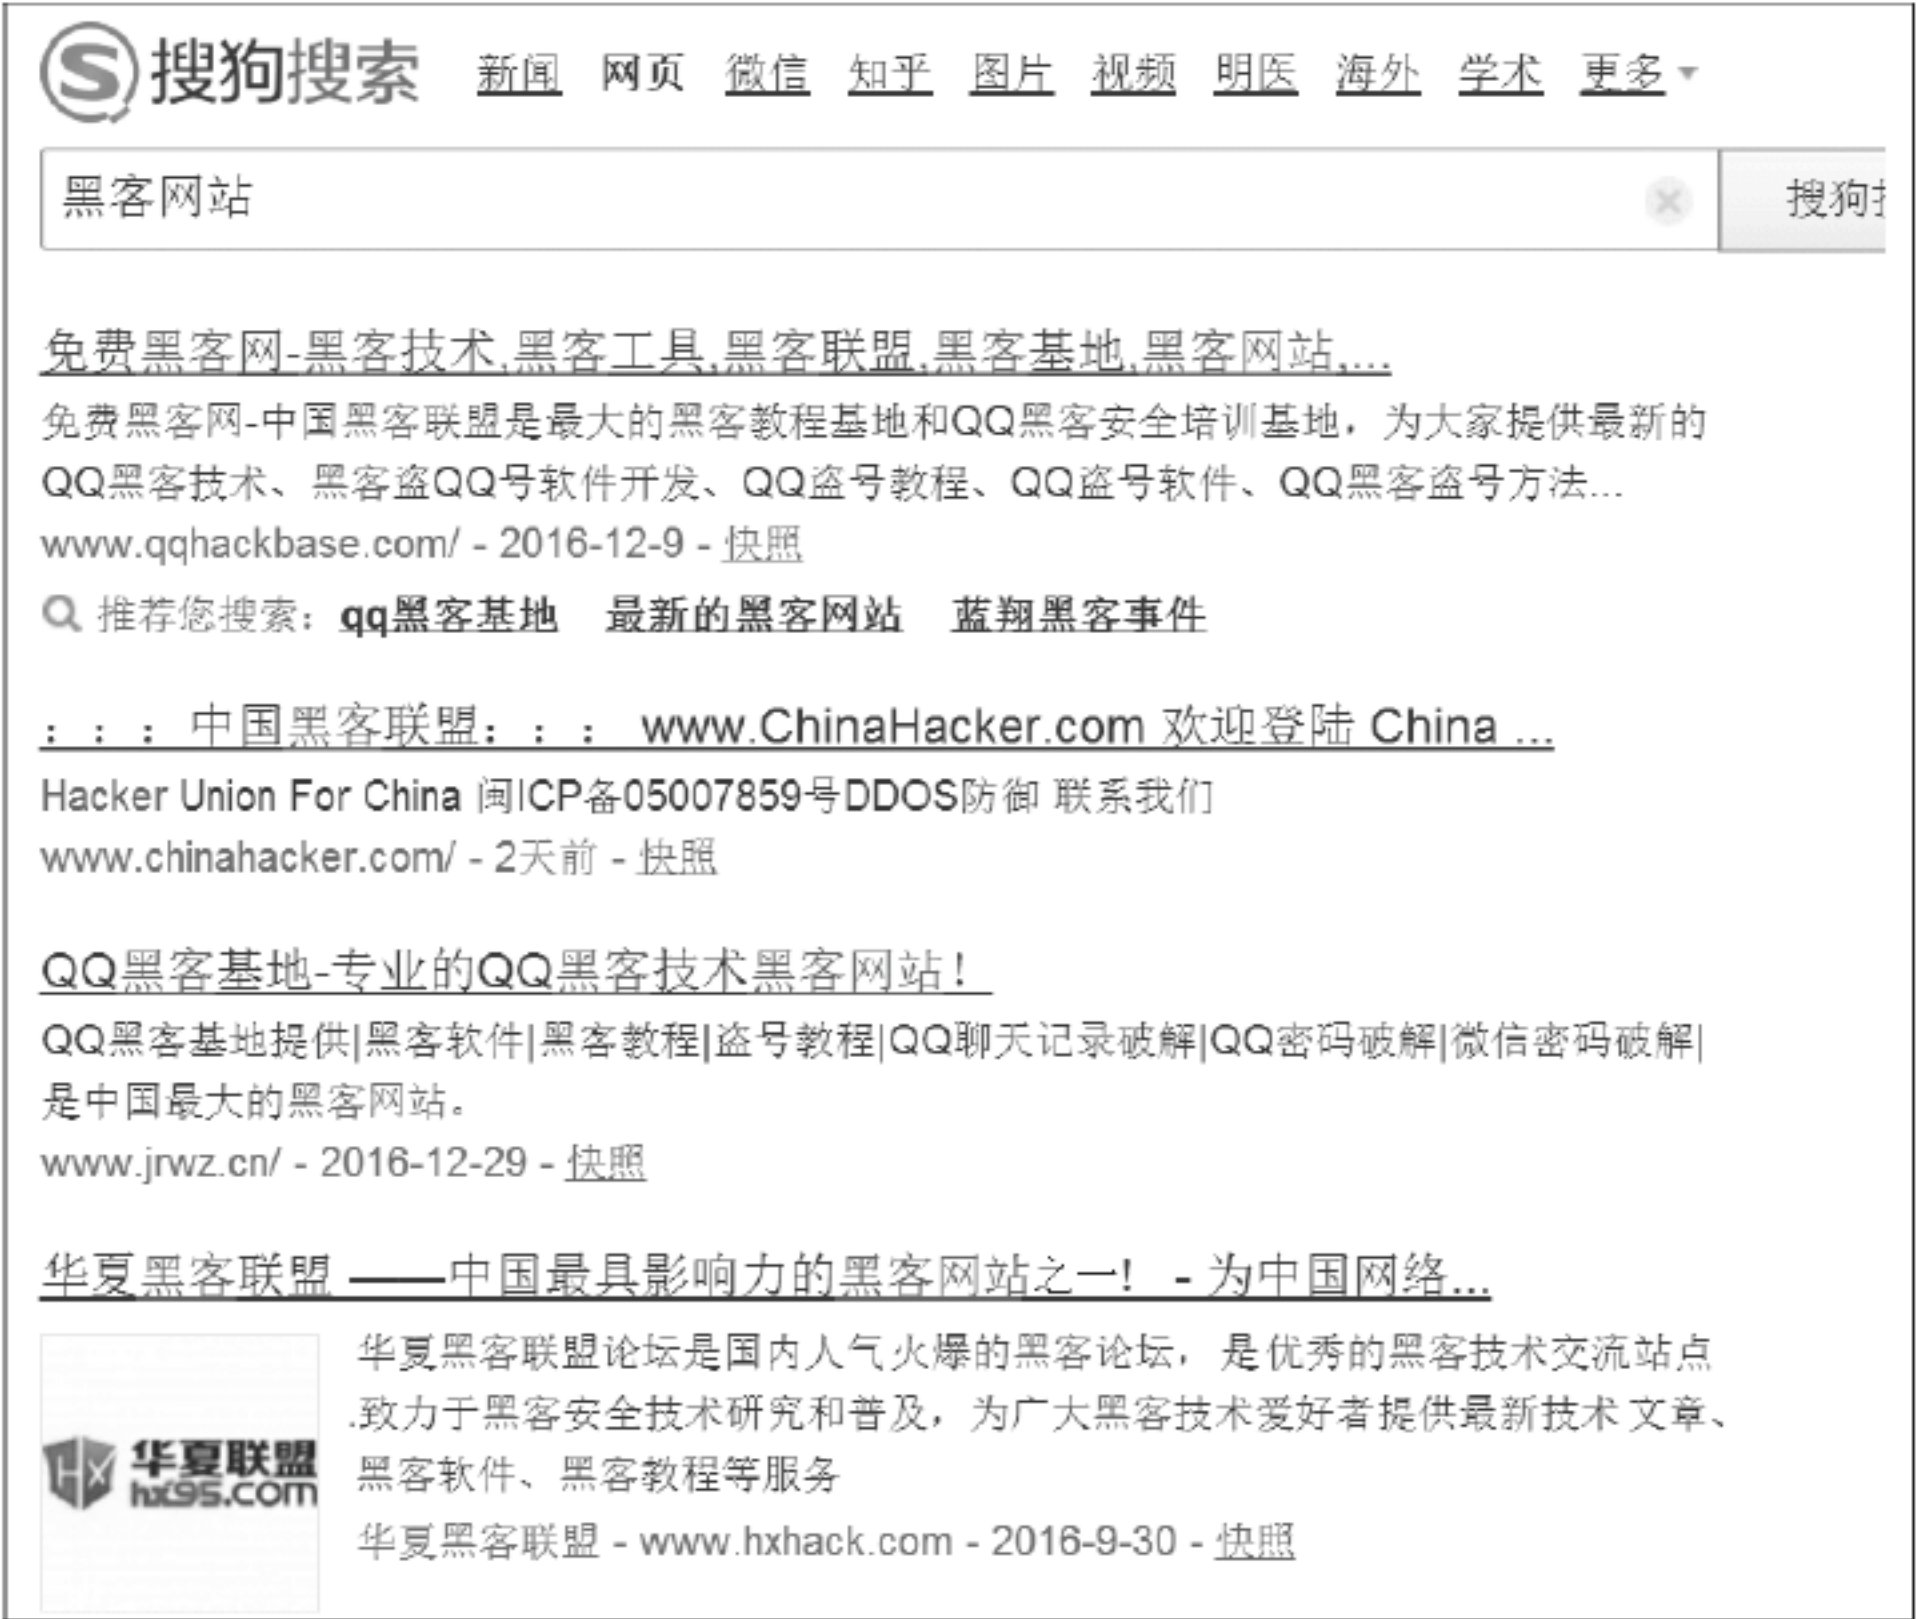 搜狗搜索 新闻 网页 微信 知乎 图片 视频 明医 海外 学术 更多
黑客网站 搜狗
免费黑客网-黑客技术,黑客工具,黑客联盟,黑客基地,黑客网站,...
免费黑客网-中国黑客联盟是最大的黑客教程基地和QQ黑客安全培训基地，为大家提供最新的
QQ黑客技术、黑客盗QQ号软件开发、QQ盗号教程、QQ盗号软件、QQ黑客盗号方法...
www.qqhackbase.com/ - 2016-12-9 - 快照
推荐您搜索：qq黑客基地 最新的黑客网站 蓝翔黑客事件
：：：中国黑客联盟：：： www.ChinaHacker.com 欢迎登陆 China ...
Hacker Union For China 闽ICP备05007859号DDOS防御 联系我们
www.chinahacker.com/ - 2天前 - 快照
QQ黑客基地-专业的QQ黑客技术黑客网站！
QQ黑客基地提供|黑客软件|黑客教程|盗号教程|QQ聊天记录破解|QQ密码破解|微信密码破解|
是中国最大的黑客网站。
www.jrwz.cn/ - 2016-12-29 - 快照
华夏黑客联盟 ——中国最具影响力的黑客网站之一！ - 为中国网络...
华夏黑客联盟论坛是国内人气火爆的黑客论坛，是优秀的黑客技术交流站点
.致力于黑客安全技术研究和普及，为广大黑客技术爱好者提供最新技术文章、
黑客软件、黑客教程等服务
华夏联盟
hx95.com
华夏黑客联盟 - www.hxhack.com - 2016-9-30 - 快照